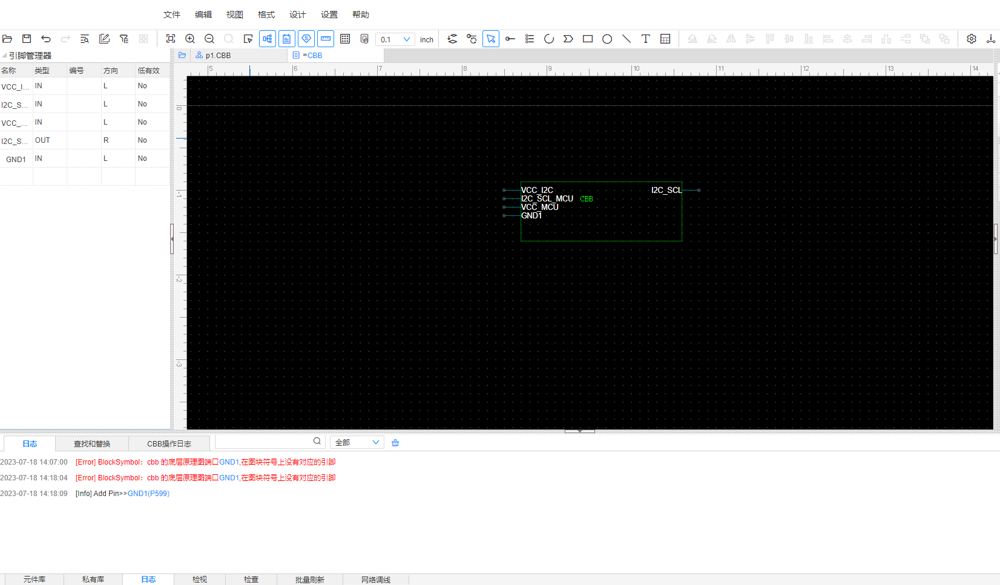 文件 编辑 视图 格式 设计 设置 帮助
0.1 inch
引脚管理器
p1.CBB *CBB
名称 类型 编号 方向 低有效
VCC_I... IN L No
I2C_S... IN L No
VCC_... IN L No
I2C_S... OUT R No
GND1 IN L No
5 6 7 8 9 10 11 12 13 14
0
-1
-2
-3
VCC_I2C I2C_SCL
I2C_SCL_MCU CBB
VCC_MCU
GND1
日志 查找和替换 CBB操作日志 全部
2023-07-18 14:07:00 [Error] BlockSymbol：cbb 的底层原理图端口GND1,在图块符号上没有对应的引脚
2023-07-18 14:18:04 [Error] BlockSymbol：cbb 的底层原理图端口GND1,在图块符号上没有对应的引脚
2023-07-18 14:18:09 [Info] Add Pin>>GND1(P599)
元件库 私有库 日志 检视 检查 批量刷新 网络调线